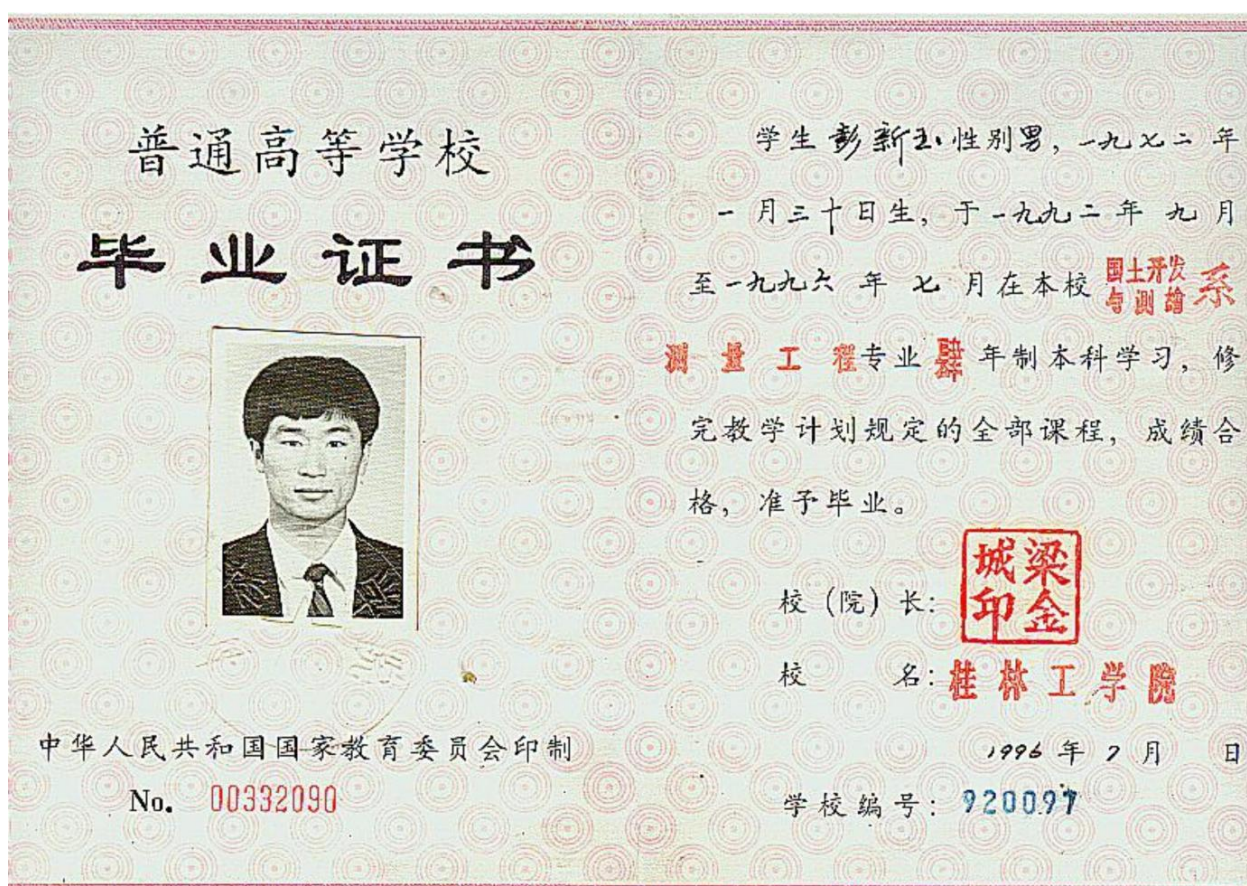 普通高等学校
毕业证书
中华人民共和国国家教育委员会印制
No. 00332090
学生彭新玉性别男，一九七二年
一月三十日生，于一九九二年九月
至一九九六年七月在本校国土开发与测绘系
测量工程专业肆年制本科学习，修
完教学计划规定的全部课程，成绩合
格，准予毕业。
校（院）长：梁金城印
校名：桂林工学院
1996年7月 日
学校编号：920097